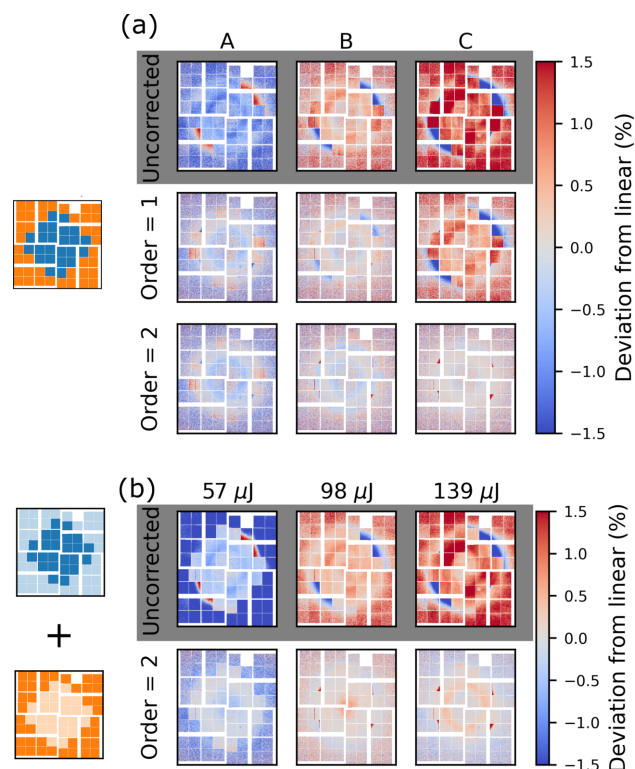 (a)
A B C
Uncorrected
Order = 1
Order = 2
1.5
1.0
0.5
0.0
−0.5
−1.0
−1.5
Deviation from linear (%)
(b)
57 μJ 98 μJ 139 μJ
Uncorrected
Order = 2
+
1.5
1.0
0.5
0.0
−0.5
−1.0
−1.5
Deviation from linear (%)